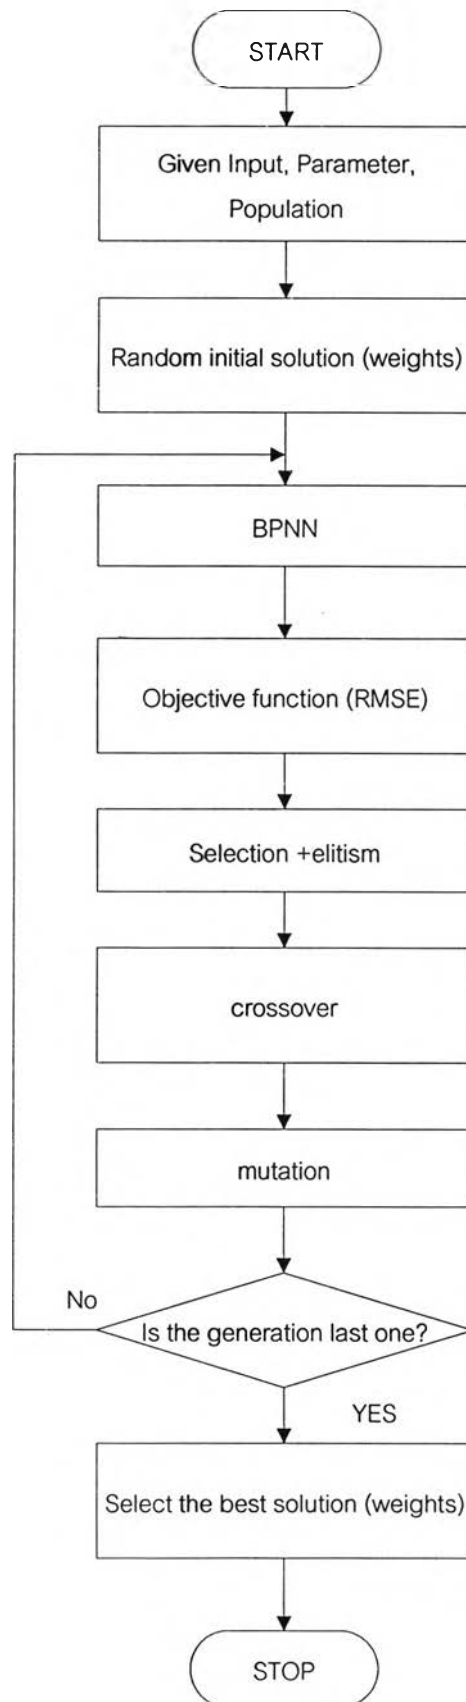 START
Given Input, Parameter,
Population
Random initial solution (weights)
BPNN
Objective function (RMSE)
Selection +elitism
crossover
mutation
No
Is the generation last one?
YES
Select the best solution (weights)
STOP